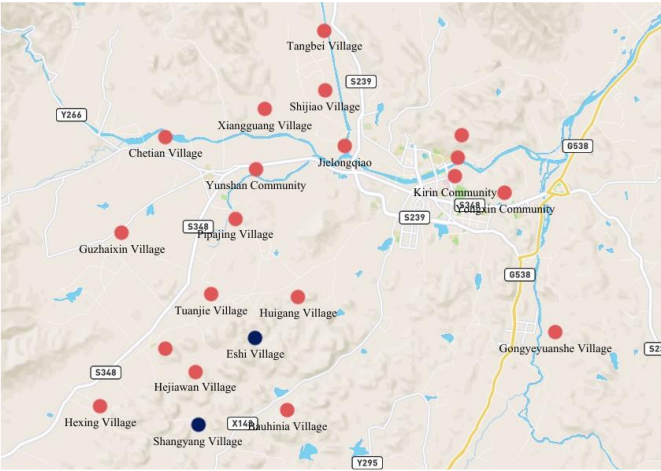 Tangbei Village
S239
Shijiao Village
Y266
Xiangguang Village
G538
Chetian Village
Jielongqiao
Yunshan Community
Kirin Community
S348
Yongxin Community
S239
S348
Pipajing Village
Guzhaixin Village
G538
Tuanjie Village
Huigang Village
Gongyeyuanshe Village
Eshi Village
S348
Hejiawan Village
Hexing Village
Bauhinia Village
Shangyang Village
Y295